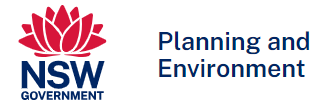 NSW
GOVERNMENT
Planning and
Environment